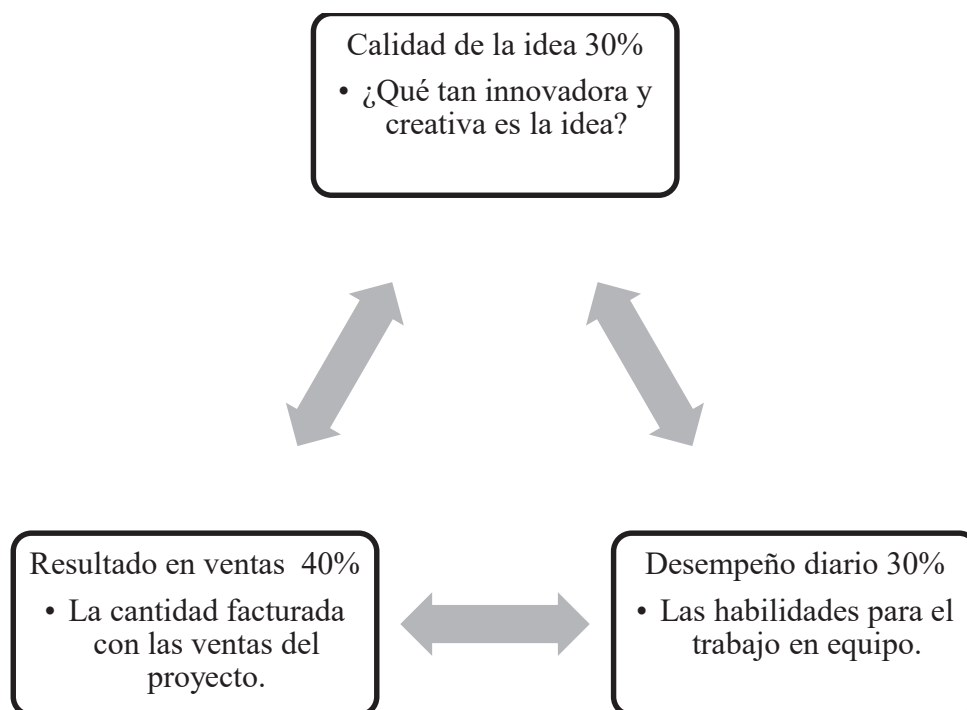 Calidad de la idea 30%
• ¿Qué tan innovadora y
creativa es la idea?
Resultado en ventas  40%
• La cantidad facturada
con las ventas del
proyecto.
Desempeño diario 30%
• Las habilidades para el
trabajo en equipo.